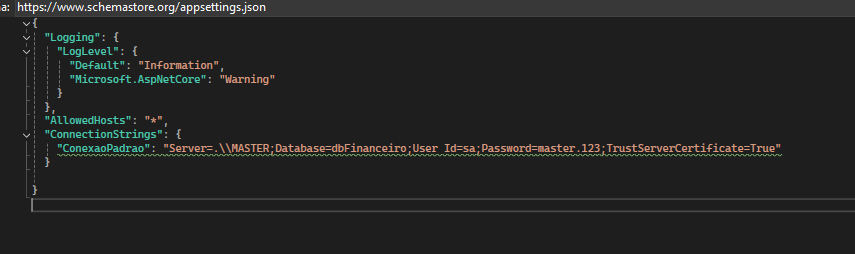 a: https://www.schemastore.org/appsettings.json
{
"Logging": {
"LogLevel": {
"Default": "Information",
"Microsoft.AspNetCore": "Warning"
}
},
"AllowedHosts": "*",
"ConnectionStrings": {
"ConexaoPadrao": "Server=.\\MASTER;Database=dbFinanceiro;User Id=sa;Password=master.123;TrustServerCertificate=True"
}
}